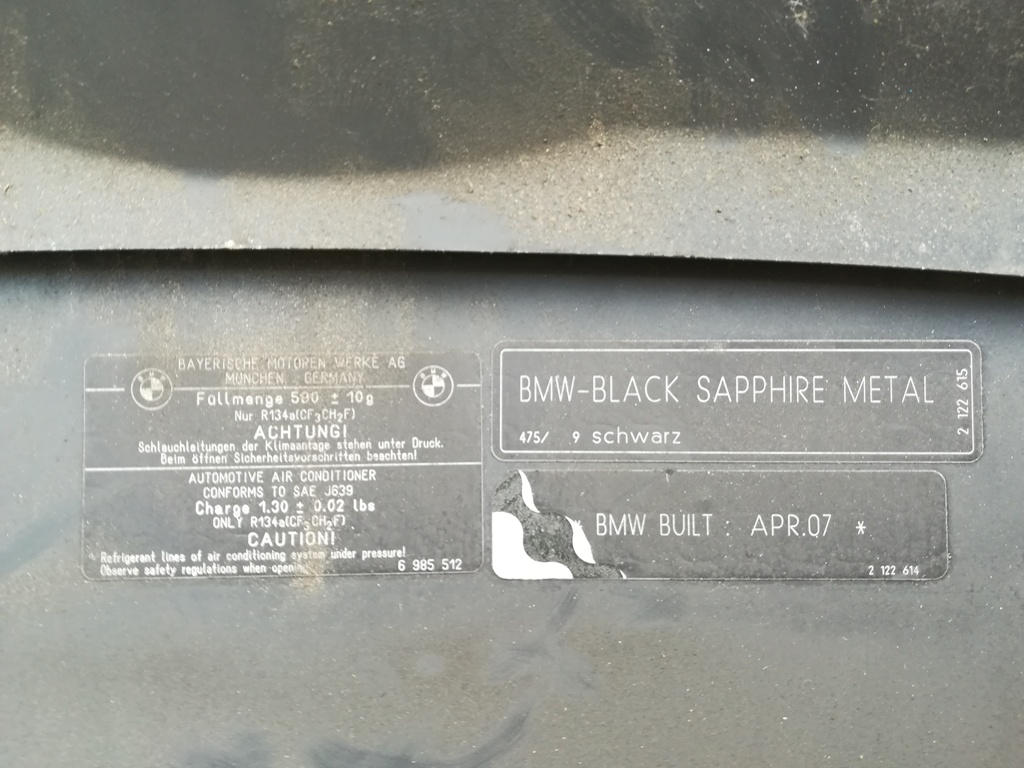 BAYERISCHE MOTOREN WERKE AG
MÜNCHEN GERMANY
Füllmenge 590 ± 10g
Nur R134a(CF3CH2F)
ACHTUNG!
Schlauchleitungen der Klimaanlage stehen unter Druck.
Beim öffnen Sicherheitsvorschriften beachten!
AUTOMOTIVE AIR CONDITIONER
CONFORMS TO SAE J639
Charge 1.30 ± 0.02 lbs
ONLY R134a(CF3CH2F)
CAUTION!
Refrigerant lines of air conditioning system under pressure!
Observe safety regulations when opening
6 985 512
BMW-BLACK SAPPHIRE METAL
475/ 9 schwarz
2 122 615
* BMW BUILT : APR.07 *
2 122 614